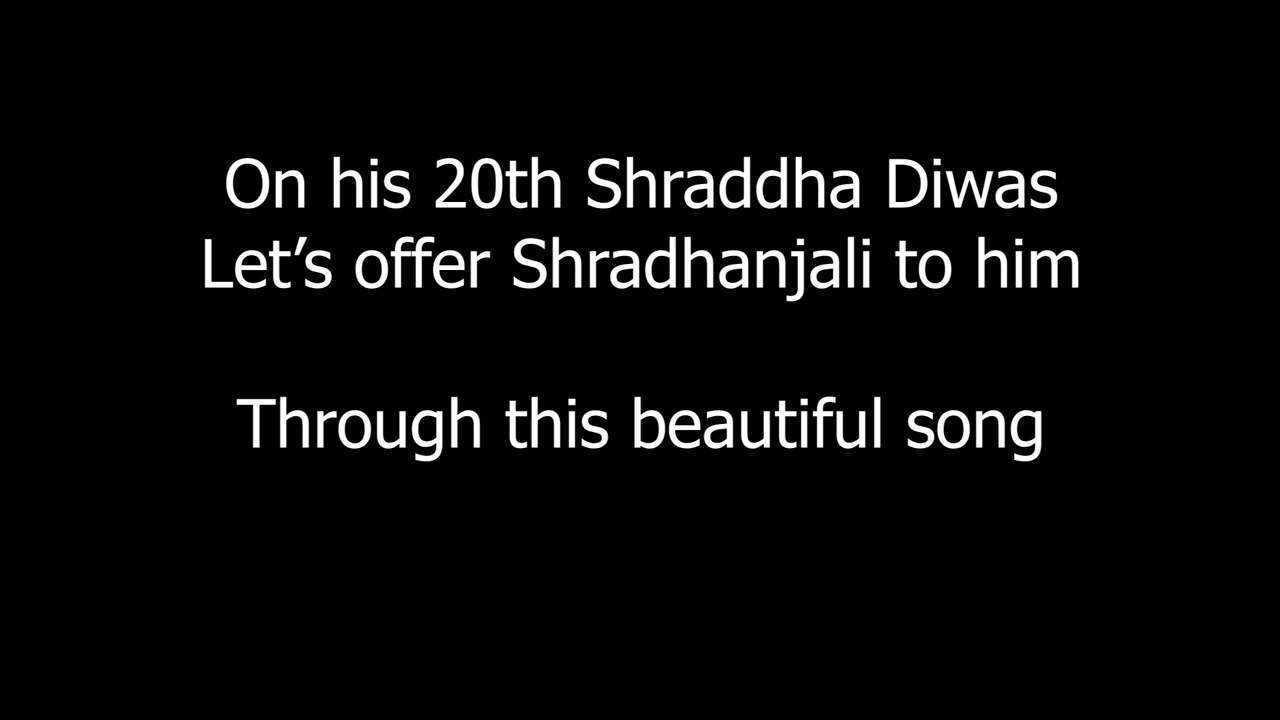 On his 20th Shraddha Diwas
Let’s offer Shradhanjali to him
Through this beautiful song